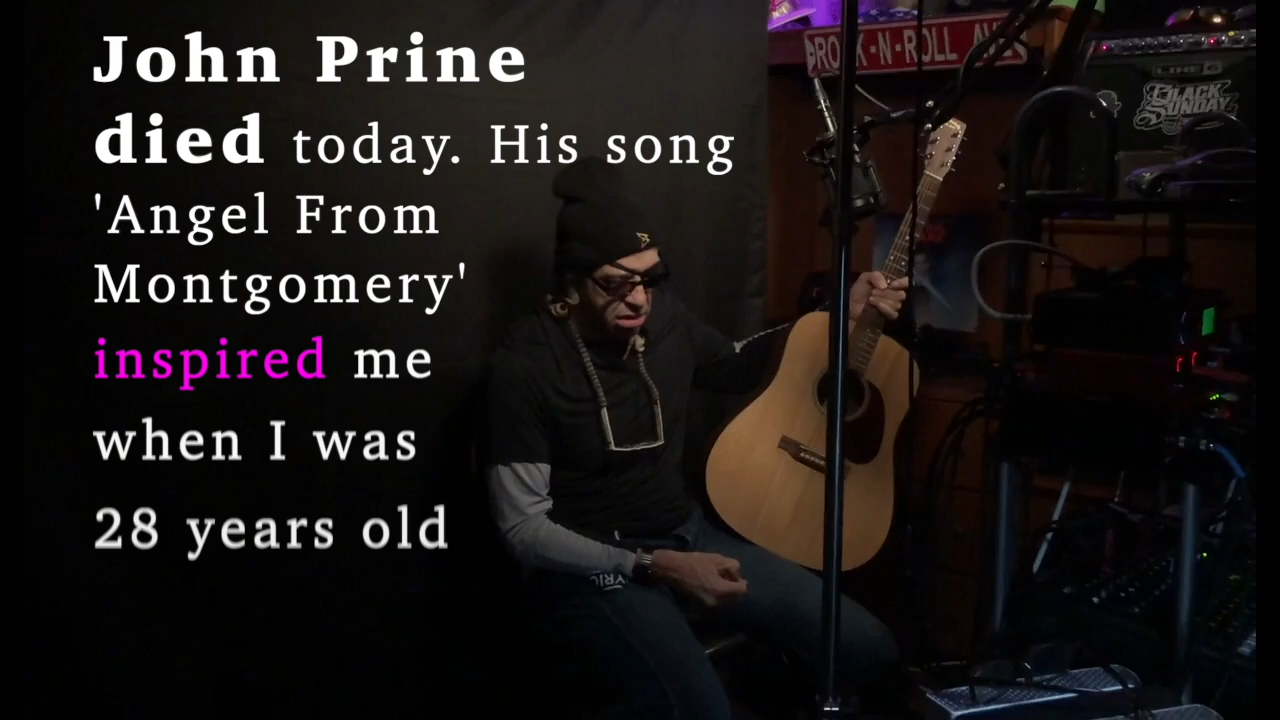 John Prine
died today. His song
'Angel From
Montgomery'
inspired me
when I was
28 years old
ROCK-N-ROLL AVE
LINE 6
BLACK
SUNDAY